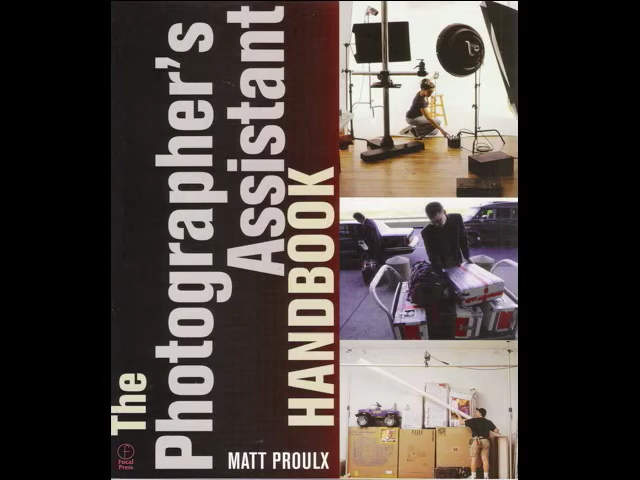 The
Photographer's
Assistant
HANDBOOK
MATT PROULX
Focal
Press